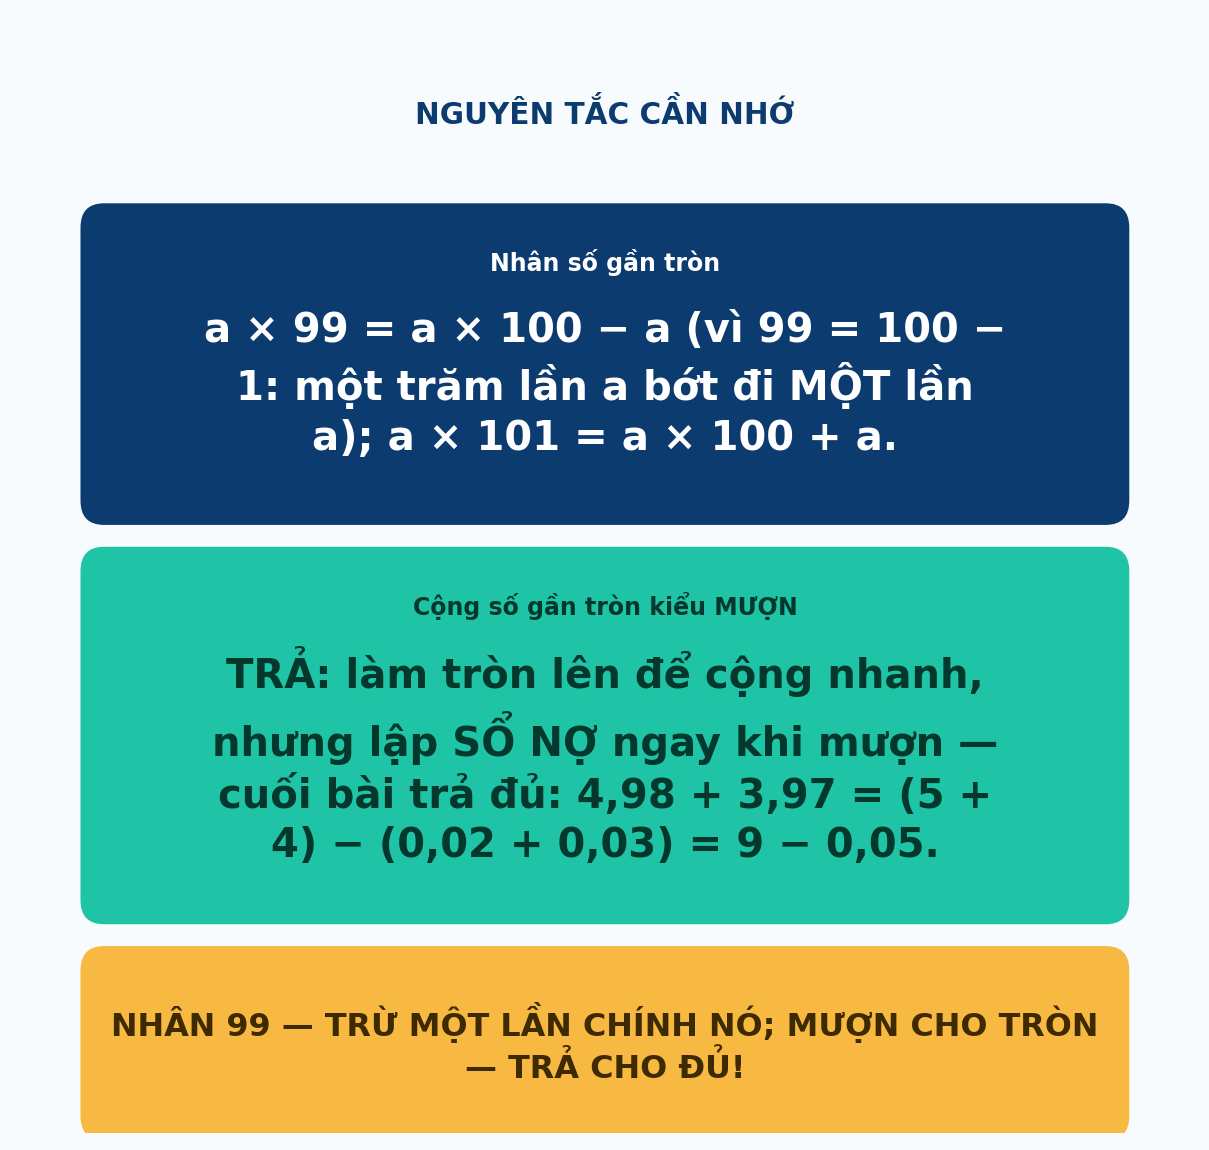 NGUYÊN TẮC CẦN NHỚ
Nhân số gần tròn
a × 99 = a × 100 − a (vì 99 = 100 −
1: một trăm lần a bớt đi MỘT lần
a); a × 101 = a × 100 + a.
Cộng số gần tròn kiểu MƯỢN
TRẢ: làm tròn lên để cộng nhanh,
nhưng lập SỔ NỢ ngay khi mượn —
cuối bài trả đủ: 4,98 + 3,97 = (5 +
4) − (0,02 + 0,03) = 9 − 0,05.
NHÂN 99 — TRỪ MỘT LẦN CHÍNH NÓ; MƯỢN CHO TRÒN
— TRẢ CHO ĐỦ!